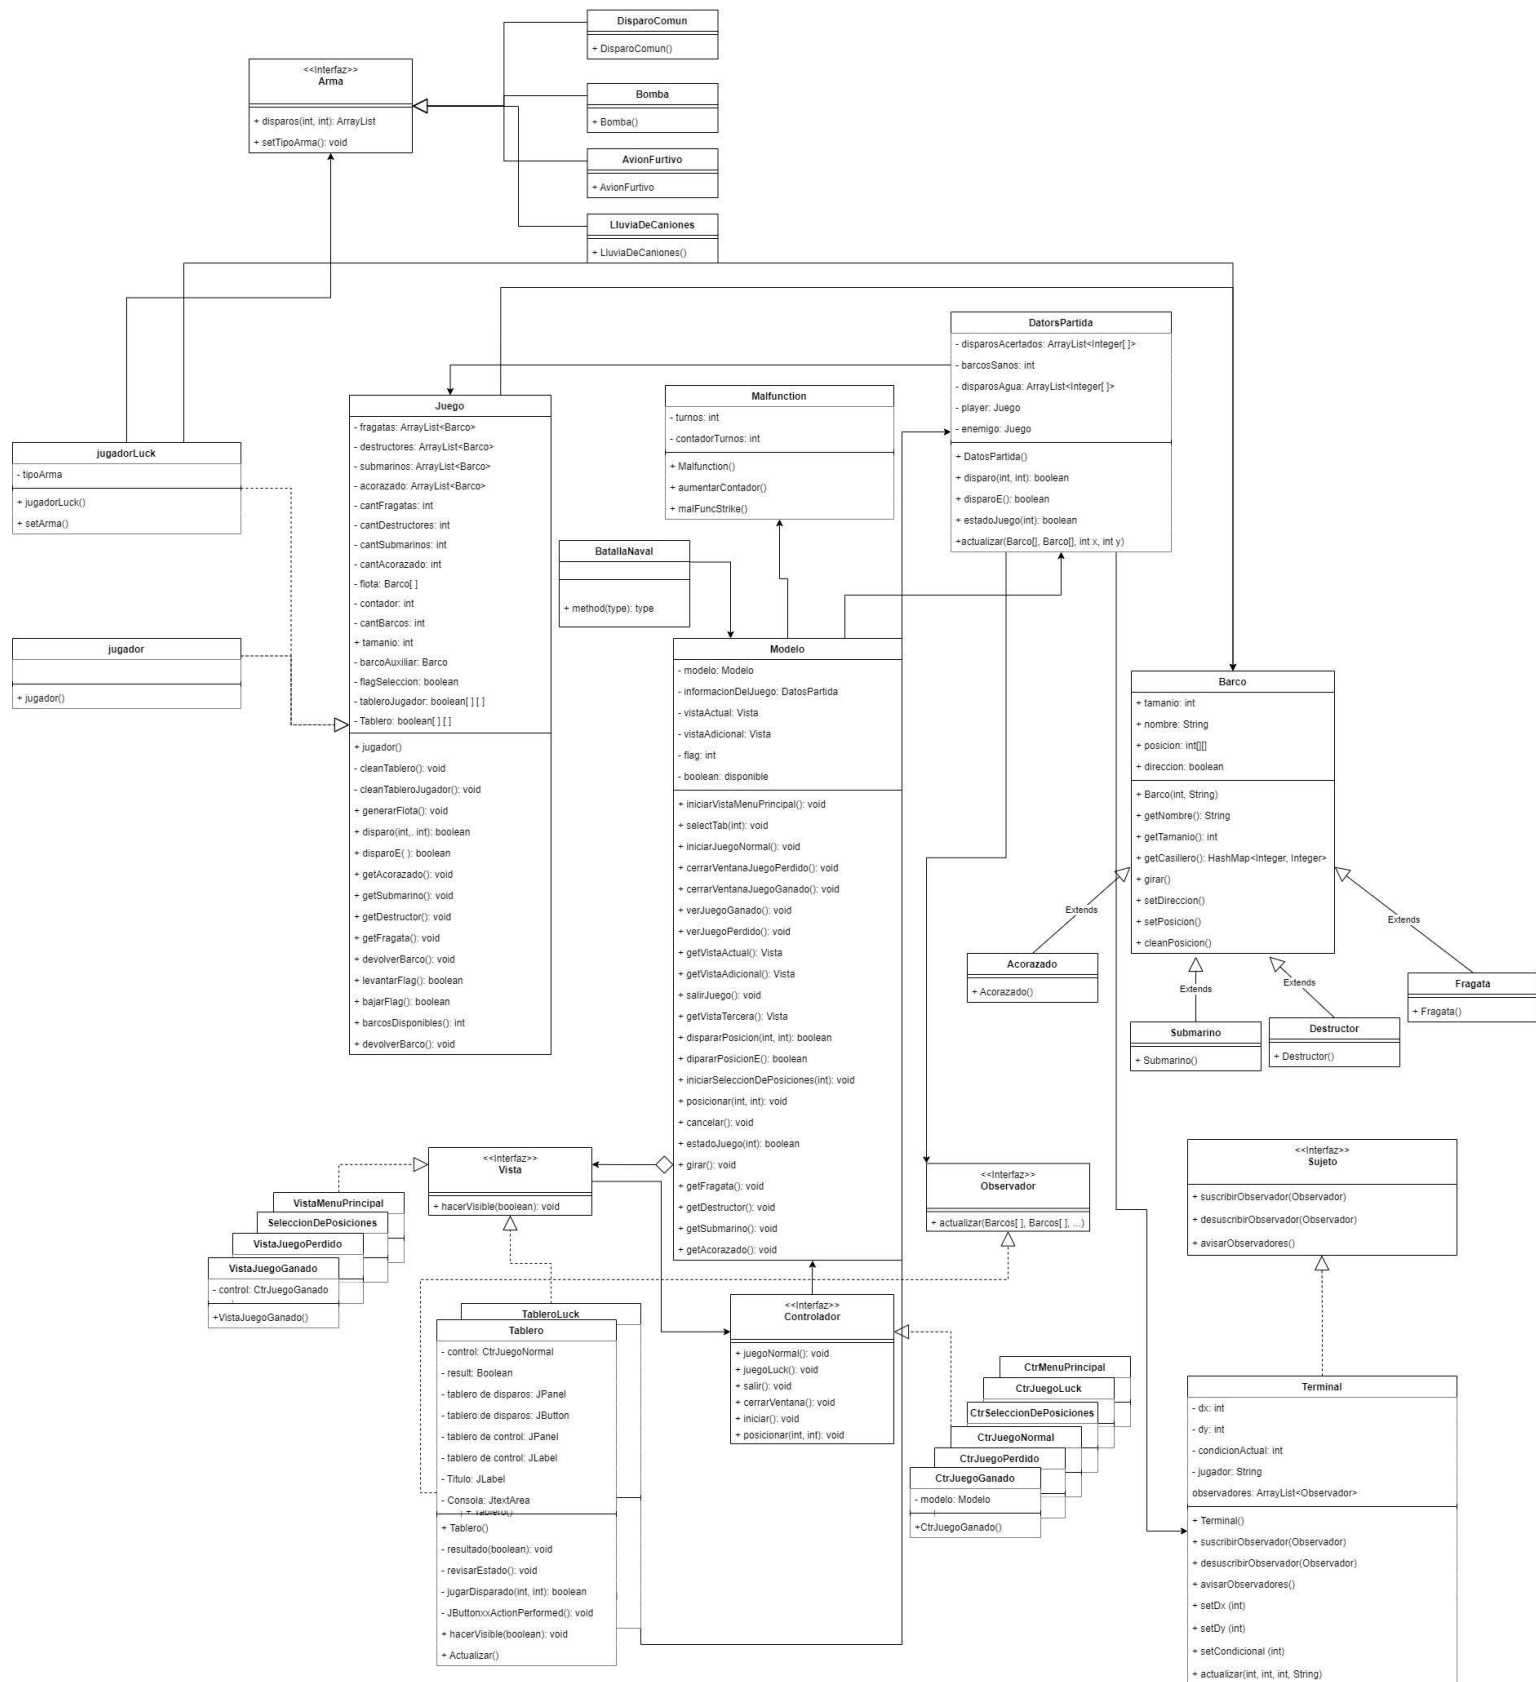 DisparoComun
+ DisparoComun()
<<Interfaz>>
Arma
+ disparos(int, int): ArrayList
+ setTipoArma(): void
Bomba
+ Bomba()
AvionFurtivo
+ AvionFurtivo
LluviaDeCaniones
+ LluviaDeCaniones()
DatorsPartida
- disparosAcertados: ArrayList<Integer[ ]>
- barcosSanos: int
- disparosAgua: ArrayList<Integer[ ]>
- player: Juego
- enemigo: Juego
+ DatosPartida()
+ disparo(int, int): boolean
+ disparoE(): boolean
+ estadoJuego(int): boolean
+actualizar(Barco[], Barco[], int x, int y)
Malfunction
- turnos: int
- contadorTurnos: int
+ Malfunction()
+ aumentarContador()
+ malFuncStrike()
Juego
- fragatas: ArrayList<Barco>
- destructores: ArrayList<Barco>
- submarinos: ArrayList<Barco>
- acorazado: ArrayList<Barco>
- cantFragatas: int
- cantDestructores: int
- cantSubmarinos: int
- cantAcorazado: int
- flota: Barco[ ]
- contador: int
- cantBarcos: int
+ tamanio: int
- barcoAuxiliar: Barco
- flagSeleccion: boolean
- tableroJugador: boolean[ ] [ ]
- Tablero: boolean[ ] [ ]
+ jugador()
- cleanTablero(): void
- cleanTableroJugador(): void
+ generarFlota(): void
+ disparo(int,. int): boolean
+ disparoE( ): boolean
+ getAcorazado(): void
+ getSubmarino(): void
+ getDestructor(): void
+ getFragata(): void
+ devolverBarco(): void
+ levantarFlag(): boolean
+ bajarFlag(): boolean
+ barcosDisponibles(): int
+ devolverBarco(): void
jugadorLuck
- tipoArma
+ jugadorLuck()
+ setArma()
jugador
+ jugador()
BatallaNaval
+ method(type): type
Modelo
- modelo: Modelo
- informacionDelJuego: DatosPartida
- vistaActual: Vista
- vistaAdicional: Vista
- flag: int
- boolean: disponible
+ iniciarVistaMenuPrincipal(): void
+ selectTab(int): void
+ iniciarJuegoNormal(): void
+ cerrarVentanaJuegoPerdido(): void
+ cerrarVentanaJuegoGanado(): void
+ verJuegoGanado(): void
+ verJuegoPerdido(): void
+ getVistaActual(): Vista
+ getVistaAdicional(): Vista
+ salirJuego(): void
+ getVistaTercera(): Vista
+ dispararPosicion(int, int): boolean
+ dipararPosicionE(): boolean
+ iniciarSeleccionDePosiciones(int): void
+ posicionar(int, int): void
+ cancelar(): void
+ estadoJuego(int): boolean
+ girar(): void
+ getFragata(): void
+ getDestructor(): void
+ getSubmarino(): void
+ getAcorazado(): void
Barco
+ tamanio: int
+ nombre: String
+ posicion: int[][]
+ direccion: boolean
+ Barco(int, String)
+ getNombre(): String
+ getTamanio(): int
+ getCasillero(): HashMap<Integer, Integer>
+ girar()
+ setDireccion()
+ setPosicion()
+ cleanPosicion()
Extends
Extends
Extends
Extends
Acorazado
+ Acorazado()
Submarino
+ Submarino()
Destructor
+ Destructor()
Fragata
+ Fragata()
<<Interfaz>>
Vista
+ hacerVisible(boolean): void
VistaMenuPrincipal
SeleccionDePosiciones
VistaJuegoPerdido
VistaJuegoGanado
- control: CtrJuegoGanado
+VistaJuegoGanado()
<<Interfaz>>
Observador
+ actualizar(Barcos[ ], Barcos[ ], ...)
<<Interfaz>>
Sujeto
+ suscribirObservador(Observador)
+ desuscribirObservador(Observador)
+ avisarObservadores()
TableroLuck
Tablero
- control: CtrJuegoNormal
- result: Boolean
- tablero de disparos: JPanel
- tablero de disparos: JButton
- tablero de control: JPanel
- tablero de control: JLabel
- Titulo: JLabel
- Consola: JtextArea
+ Tablero()
+ Tablero()
- resultado(boolean): void
- revisarEstado(): void
- jugarDisparado(int, int): boolean
- JButtonxxActionPerformed(): void
+ hacerVisible(boolean): void
+ Actualizar()
<<Interfaz>>
Controlador
+ juegoNormal(): void
+ juegoLuck(): void
+ salir(): void
+ cerrarVentana(): void
+ iniciar(): void
+ posicionar(int, int): void
CtrMenuPrincipal
CtrJuegoLuck
CtrSeleccionDePosiciones
CtrJuegoNormal
CtrJuegoPerdido
CtrJuegoGanado
- modelo: Modelo
+CtrJuegoGanado()
Terminal
- dx: int
- dy: int
- condicionActual: int
- jugador: String
observadores: ArrayList<Observador>
+ Terminal()
+ suscribirObservador(Observador)
+ desuscribirObservador(Observador)
+ avisarObservadores()
+ setDx (int)
+ setDy (int)
+ setCondicional (int)
+ actualizar(int, int, int, String)